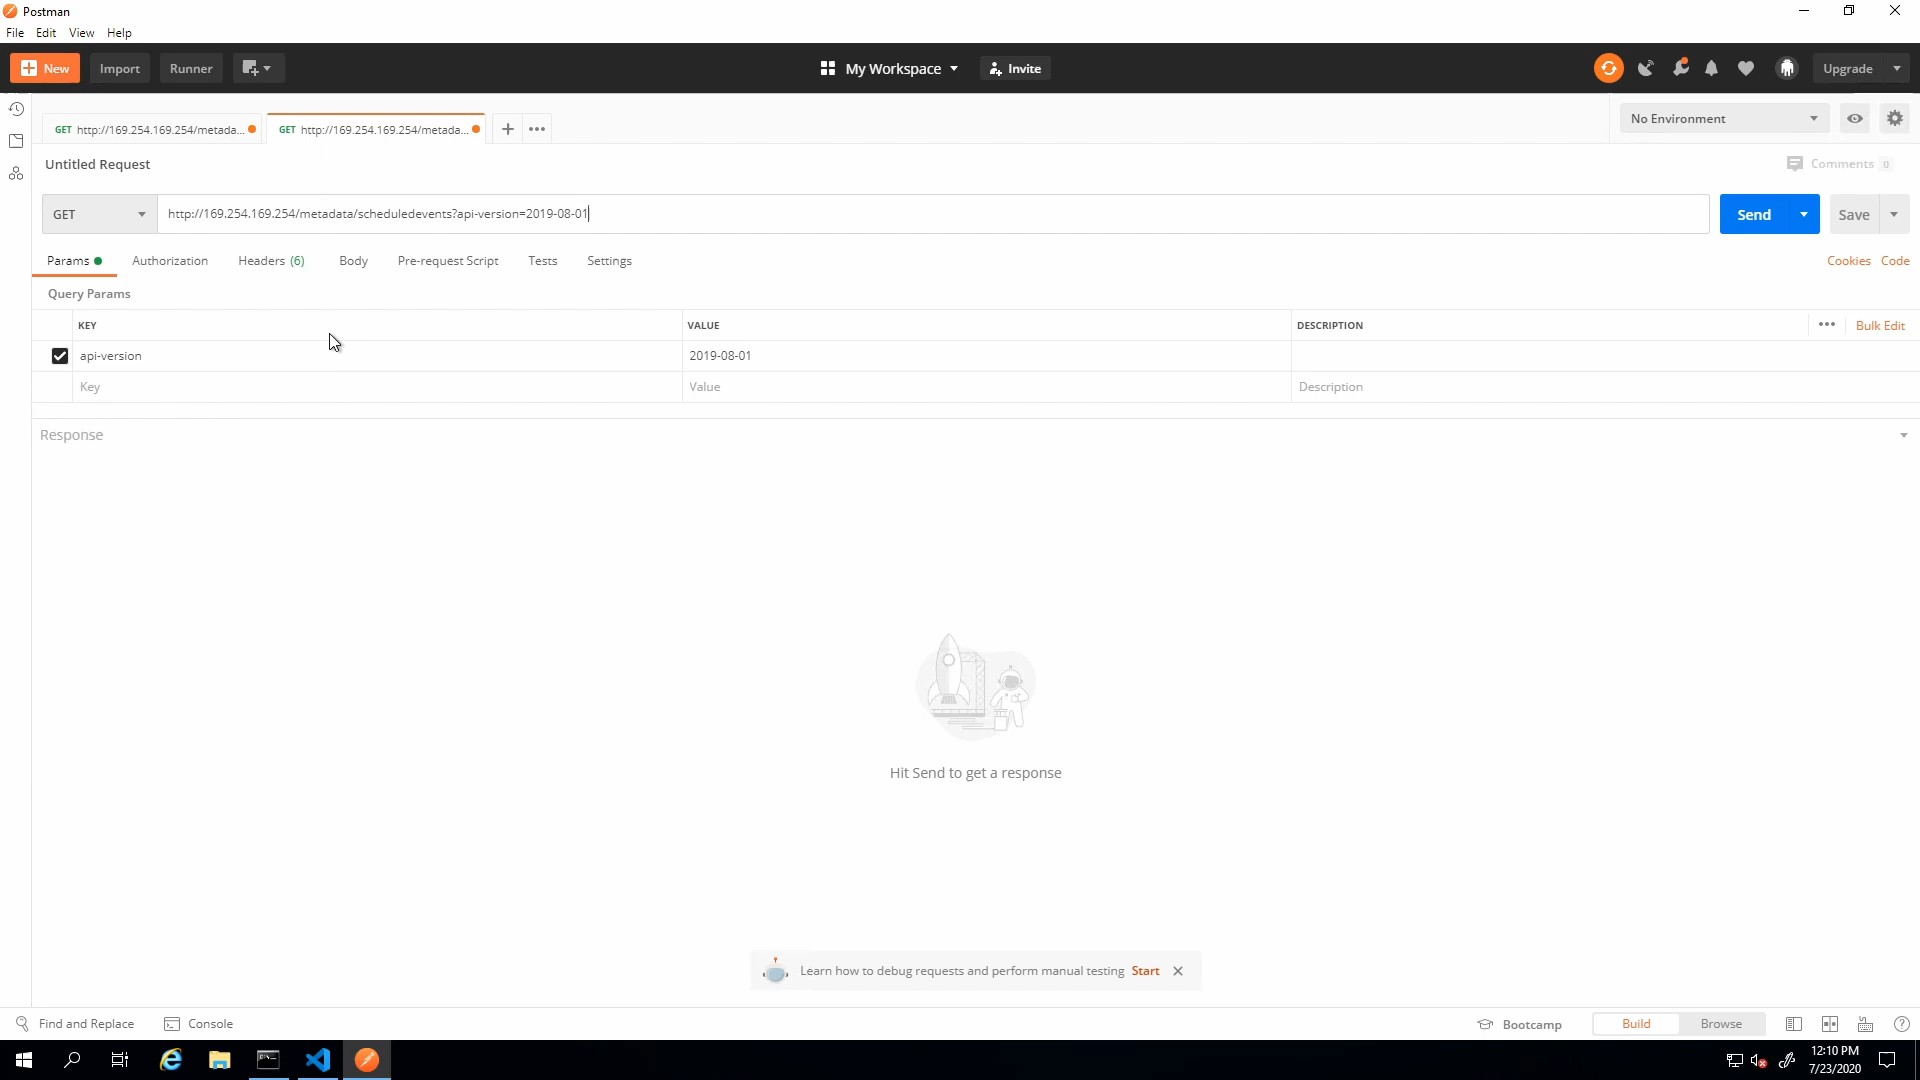 Postman
File Edit View Help
New Import Runner My Workspace Invite Upgrade
GET http://169.254.169.254/metada... GET http://169.254.169.254/metada... No Environment
Untitled Request Comments 0
GET http://169.254.169.254/metadata/scheduledevents?api-version=2019-08-01 Send Save
Params Authorization Headers (6) Body Pre-request Script Tests Settings Cookies Code
Query Params
KEY VALUE DESCRIPTION Bulk Edit
api-version 2019-08-01
Key Value Description
Response
Hit Send to get a response
Learn how to debug requests and perform manual testing Start
Find and Replace Console Bootcamp Build Browse
12:10 PM
7/23/2020